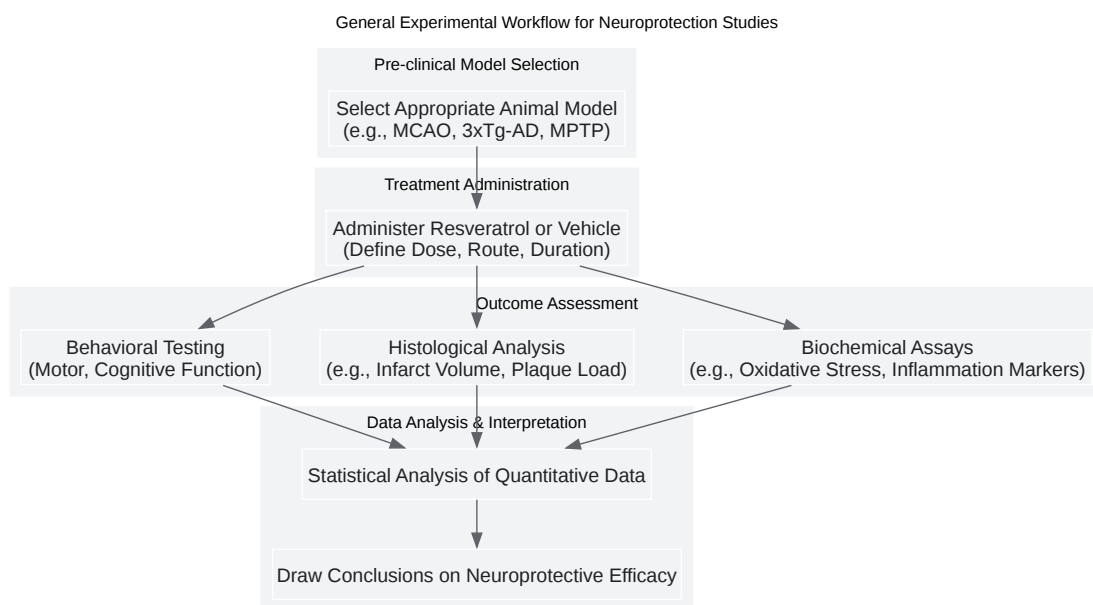 General Experimental Workflow for Neuroprotection Studies
Pre-clinical Model Selection
Select Appropriate Animal Model
(e.g., MCAO, 3xTg-AD, MPTP)
Treatment Administration
Administer Resveratrol or Vehicle
(Define Dose, Route, Duration)
Outcome Assessment
Behavioral Testing
(Motor, Cognitive Function)
Histological Analysis
(e.g., Infarct Volume, Plaque Load)
Biochemical Assays
(e.g., Oxidative Stress, Inflammation Markers)
Data Analysis & Interpretation
Statistical Analysis of Quantitative Data
Draw Conclusions on Neuroprotective Efficacy